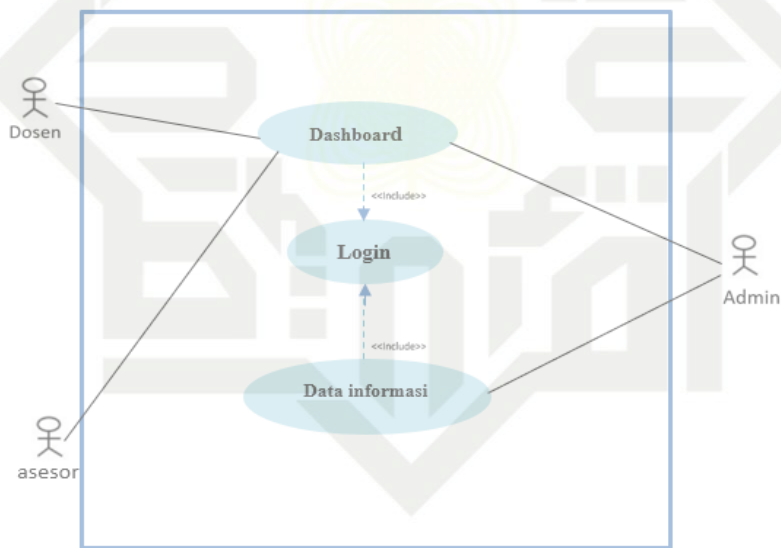 Dosen
Dashboard
<<include>>
Login
Admin
<<include>>
Data informasi
asesor